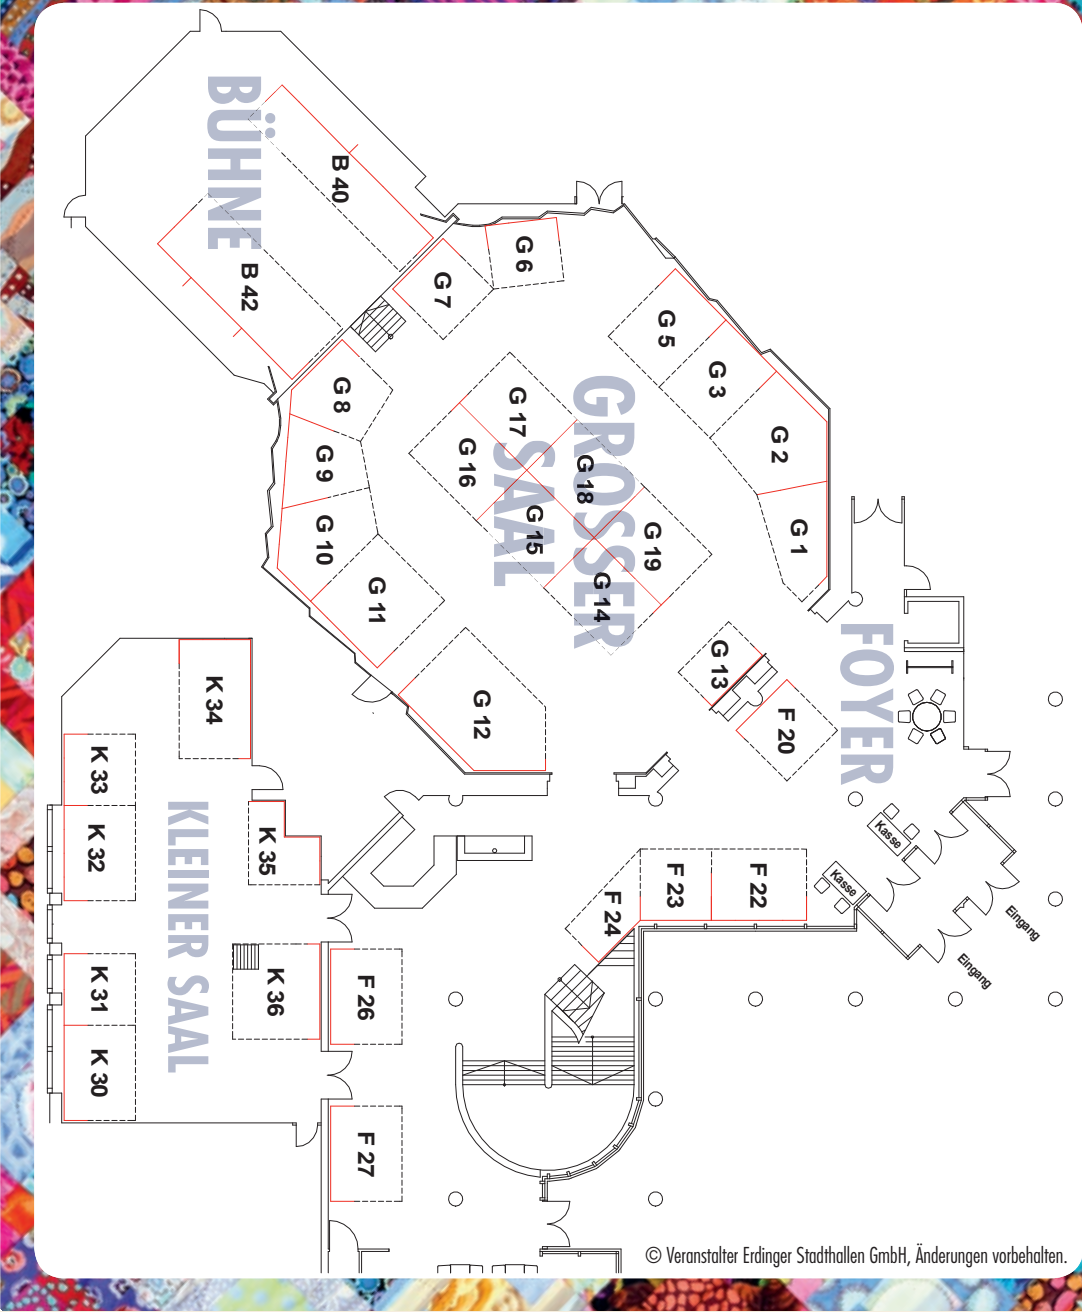 BÜHNE
B 40
B 42
GROSSER
SAAL
G 6
G 7
G 5
G 3
G 2
G 1
G 8
G 9
G 10
G 11
G 12
G 17
G 16
G 18
G 15
G 19
G 14
G 13
FOYER
F 20
F 22
F 23
F 24
F 26
F 27
Kasse
Kasse
Eingang
Eingang
KLEINER SAAL
K 34
K 33
K 32
K 35
K 31
K 36
K 30
© Veranstalter Erdinger Stadthallen GmbH, Änderungen vorbehalten.